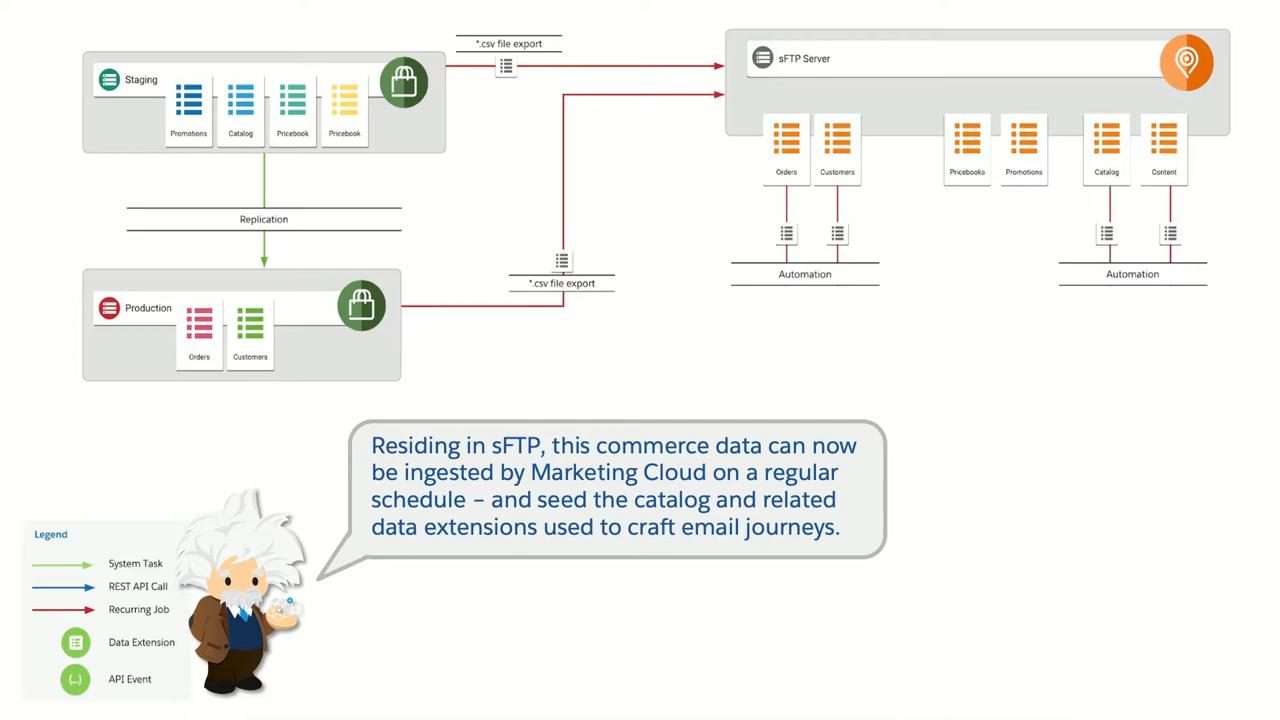 *.csv file export
Staging
Promotions
Catalog
Pricebook
Pricebook
sFTP Server
Orders
Customers
Pricebooks
Promotions
Catalog
Content
Replication
Automation
Automation
*.csv file export
Production
Orders
Customers
Residing in sFTP, this commerce data can now
be ingested by Marketing Cloud on a regular
schedule – and seed the catalog and related
data extensions used to craft email journeys.
Legend
System Task
REST API Call
Recurring Job
Data Extension
{...}
API Event